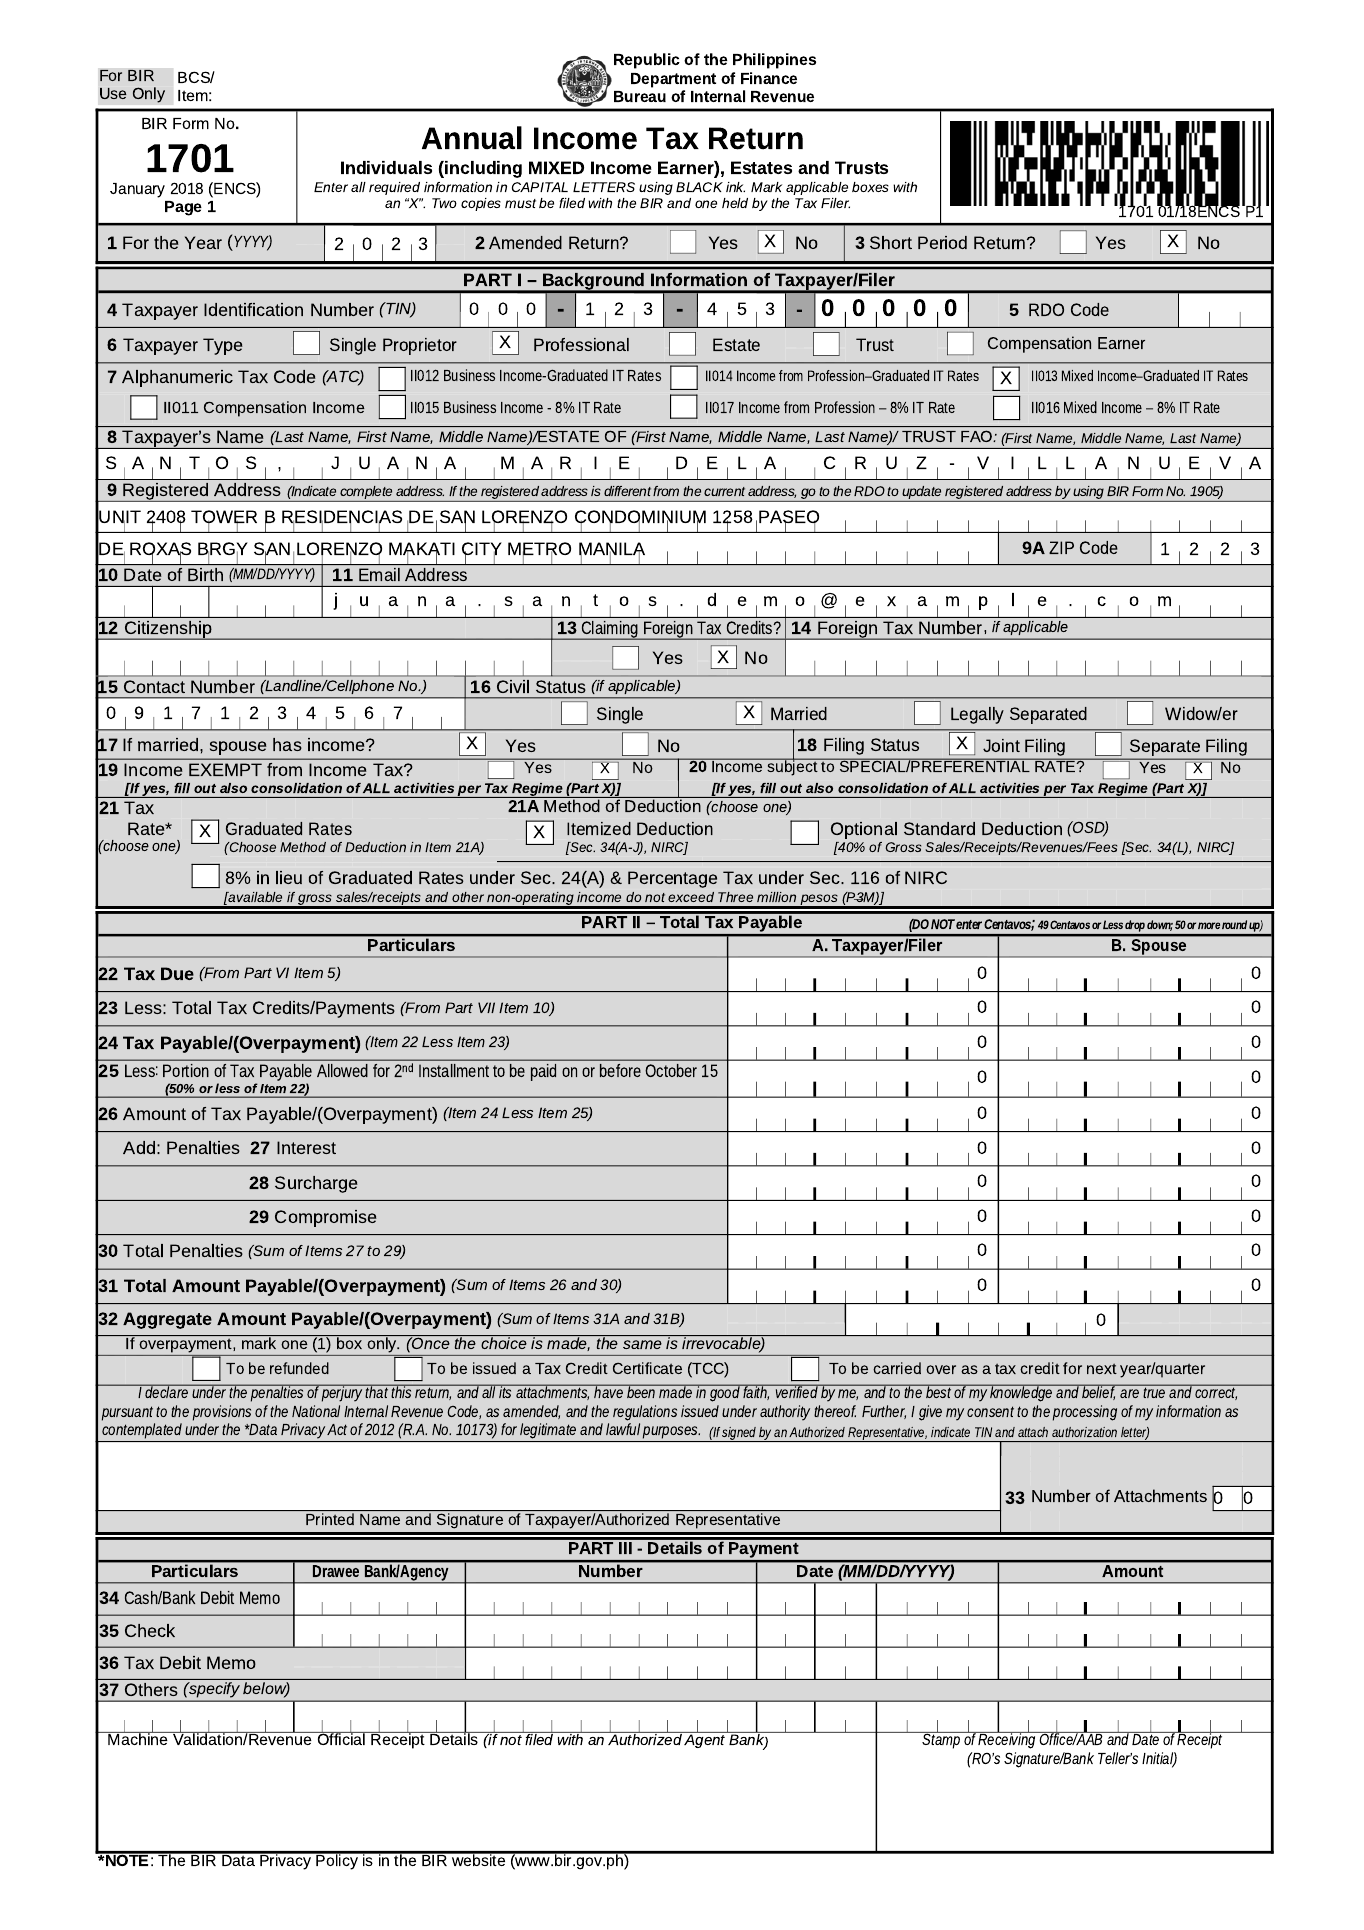 For BIR Use Only
BCS/
Item:
Republic of the Philippines
Department of Finance
Bureau of Internal Revenue
BIR Form No.
1701
January 2018 (ENCS)
Page 1
Annual Income Tax Return
Individuals (including MIXED Income Earner), Estates and Trusts
Enter all required information in CAPITAL LETTERS using BLACK ink. Mark applicable boxes with
an “X”. Two copies must be filed with the BIR and one held by the Tax Filer.
1701 01/18ENCS P1
1 For the Year (YYYY) 2 0 2 3 2 Amended Return? Yes X No 3 Short Period Return? Yes X No
PART I – Background Information of Taxpayer/Filer
4 Taxpayer Identification Number (TIN) 0 0 0 - 1 2 3 - 4 5 3 - 0 0 0 0 0 5 RDO Code
6 Taxpayer Type Single Proprietor X Professional Estate Trust Compensation Earner
7 Alphanumeric Tax Code (ATC) II012 Business Income-Graduated IT Rates II014 Income from Profession–Graduated IT Rates X II013 Mixed Income–Graduated IT Rates
II011 Compensation Income II015 Business Income - 8% IT Rate II017 Income from Profession – 8% IT Rate II016 Mixed Income – 8% IT Rate
8 Taxpayer’s Name (Last Name, First Name, Middle Name)/ESTATE OF (First Name, Middle Name, Last Name)/ TRUST FAO: (First Name, Middle Name, Last Name)
S A N T O S , J U A N A M A R I E D E L A C R U Z - V I L L A N U E V A
9 Registered Address (Indicate complete address. If the registered address is different from the current address, go to the RDO to update registered address by using BIR Form No. 1905)
UNIT 2408 TOWER B RESIDENCIAS DE SAN LORENZO CONDOMINIUM 1258 PASEO
DE ROXAS BRGY SAN LORENZO MAKATI CITY METRO MANILA 9A ZIP Code 1 2 2 3
10 Date of Birth (MM/DD/YYYY) 11 Email Address
j u a n a . s a n t o s . d e m o @ e x a m p l e . c o m
12 Citizenship 13 Claiming Foreign Tax Credits? 14 Foreign Tax Number, if applicable
Yes X No
15 Contact Number (Landline/Cellphone No.) 16 Civil Status (if applicable)
0 9 1 7 1 2 3 4 5 6 7 Single X Married Legally Separated Widow/er
17 If married, spouse has income? X Yes No 18 Filing Status X Joint Filing Separate Filing
19 Income EXEMPT from Income Tax? Yes X No 20 Income subject to SPECIAL/PREFERENTIAL RATE? Yes X No
[If yes, fill out also consolidation of ALL activities per Tax Regime (Part X)] [If yes, fill out also consolidation of ALL activities per Tax Regime (Part X)]
21 Tax 21A Method of Deduction (choose one)
Rate* X Graduated Rates X Itemized Deduction Optional Standard Deduction (OSD)
(choose one) (Choose Method of Deduction in Item 21A) [Sec. 34(A-J), NIRC] [40% of Gross Sales/Receipts/Revenues/Fees [Sec. 34(L), NIRC]
8% in lieu of Graduated Rates under Sec. 24(A) & Percentage Tax under Sec. 116 of NIRC
[available if gross sales/receipts and other non-operating income do not exceed Three million pesos (P3M)]
PART II – Total Tax Payable (DO NOT enter Centavos; 49 Centavos or Less drop down; 50 or more round up)
Particulars A. Taxpayer/Filer B. Spouse
22 Tax Due (From Part VI Item 5) 0 0
23 Less: Total Tax Credits/Payments (From Part VII Item 10) 0 0
24 Tax Payable/(Overpayment) (Item 22 Less Item 23) 0 0
25 Less: Portion of Tax Payable Allowed for 2nd Installment to be paid on or before October 15 0 0
(50% or less of Item 22)
26 Amount of Tax Payable/(Overpayment) (Item 24 Less Item 25) 0 0
Add: Penalties 27 Interest 0 0
28 Surcharge 0 0
29 Compromise 0 0
30 Total Penalties (Sum of Items 27 to 29) 0 0
31 Total Amount Payable/(Overpayment) (Sum of Items 26 and 30) 0 0
32 Aggregate Amount Payable/(Overpayment) (Sum of Items 31A and 31B) 0
If overpayment, mark one (1) box only. (Once the choice is made, the same is irrevocable)
To be refunded To be issued a Tax Credit Certificate (TCC) To be carried over as a tax credit for next year/quarter
I declare under the penalties of perjury that this return, and all its attachments, have been made in good faith, verified by me, and to the best of my knowledge and belief, are true and correct,
pursuant to the provisions of the National Internal Revenue Code, as amended, and the regulations issued under authority thereof. Further, I give my consent to the processing of my information as
contemplated under the *Data Privacy Act of 2012 (R.A. No. 10173) for legitimate and lawful purposes. (If signed by an Authorized Representative, indicate TIN and attach authorization letter)
33 Number of Attachments 0 0
Printed Name and Signature of Taxpayer/Authorized Representative
PART III - Details of Payment
Particulars Drawee Bank/Agency Number Date (MM/DD/YYYY) Amount
34 Cash/Bank Debit Memo
35 Check
36 Tax Debit Memo
37 Others (specify below)
Machine Validation/Revenue Official Receipt Details (if not filed with an Authorized Agent Bank)
Stamp of Receiving Office/AAB and Date of Receipt
(RO's Signature/Bank Teller's Initial)
*NOTE: The BIR Data Privacy Policy is in the BIR website (www.bir.gov.ph)